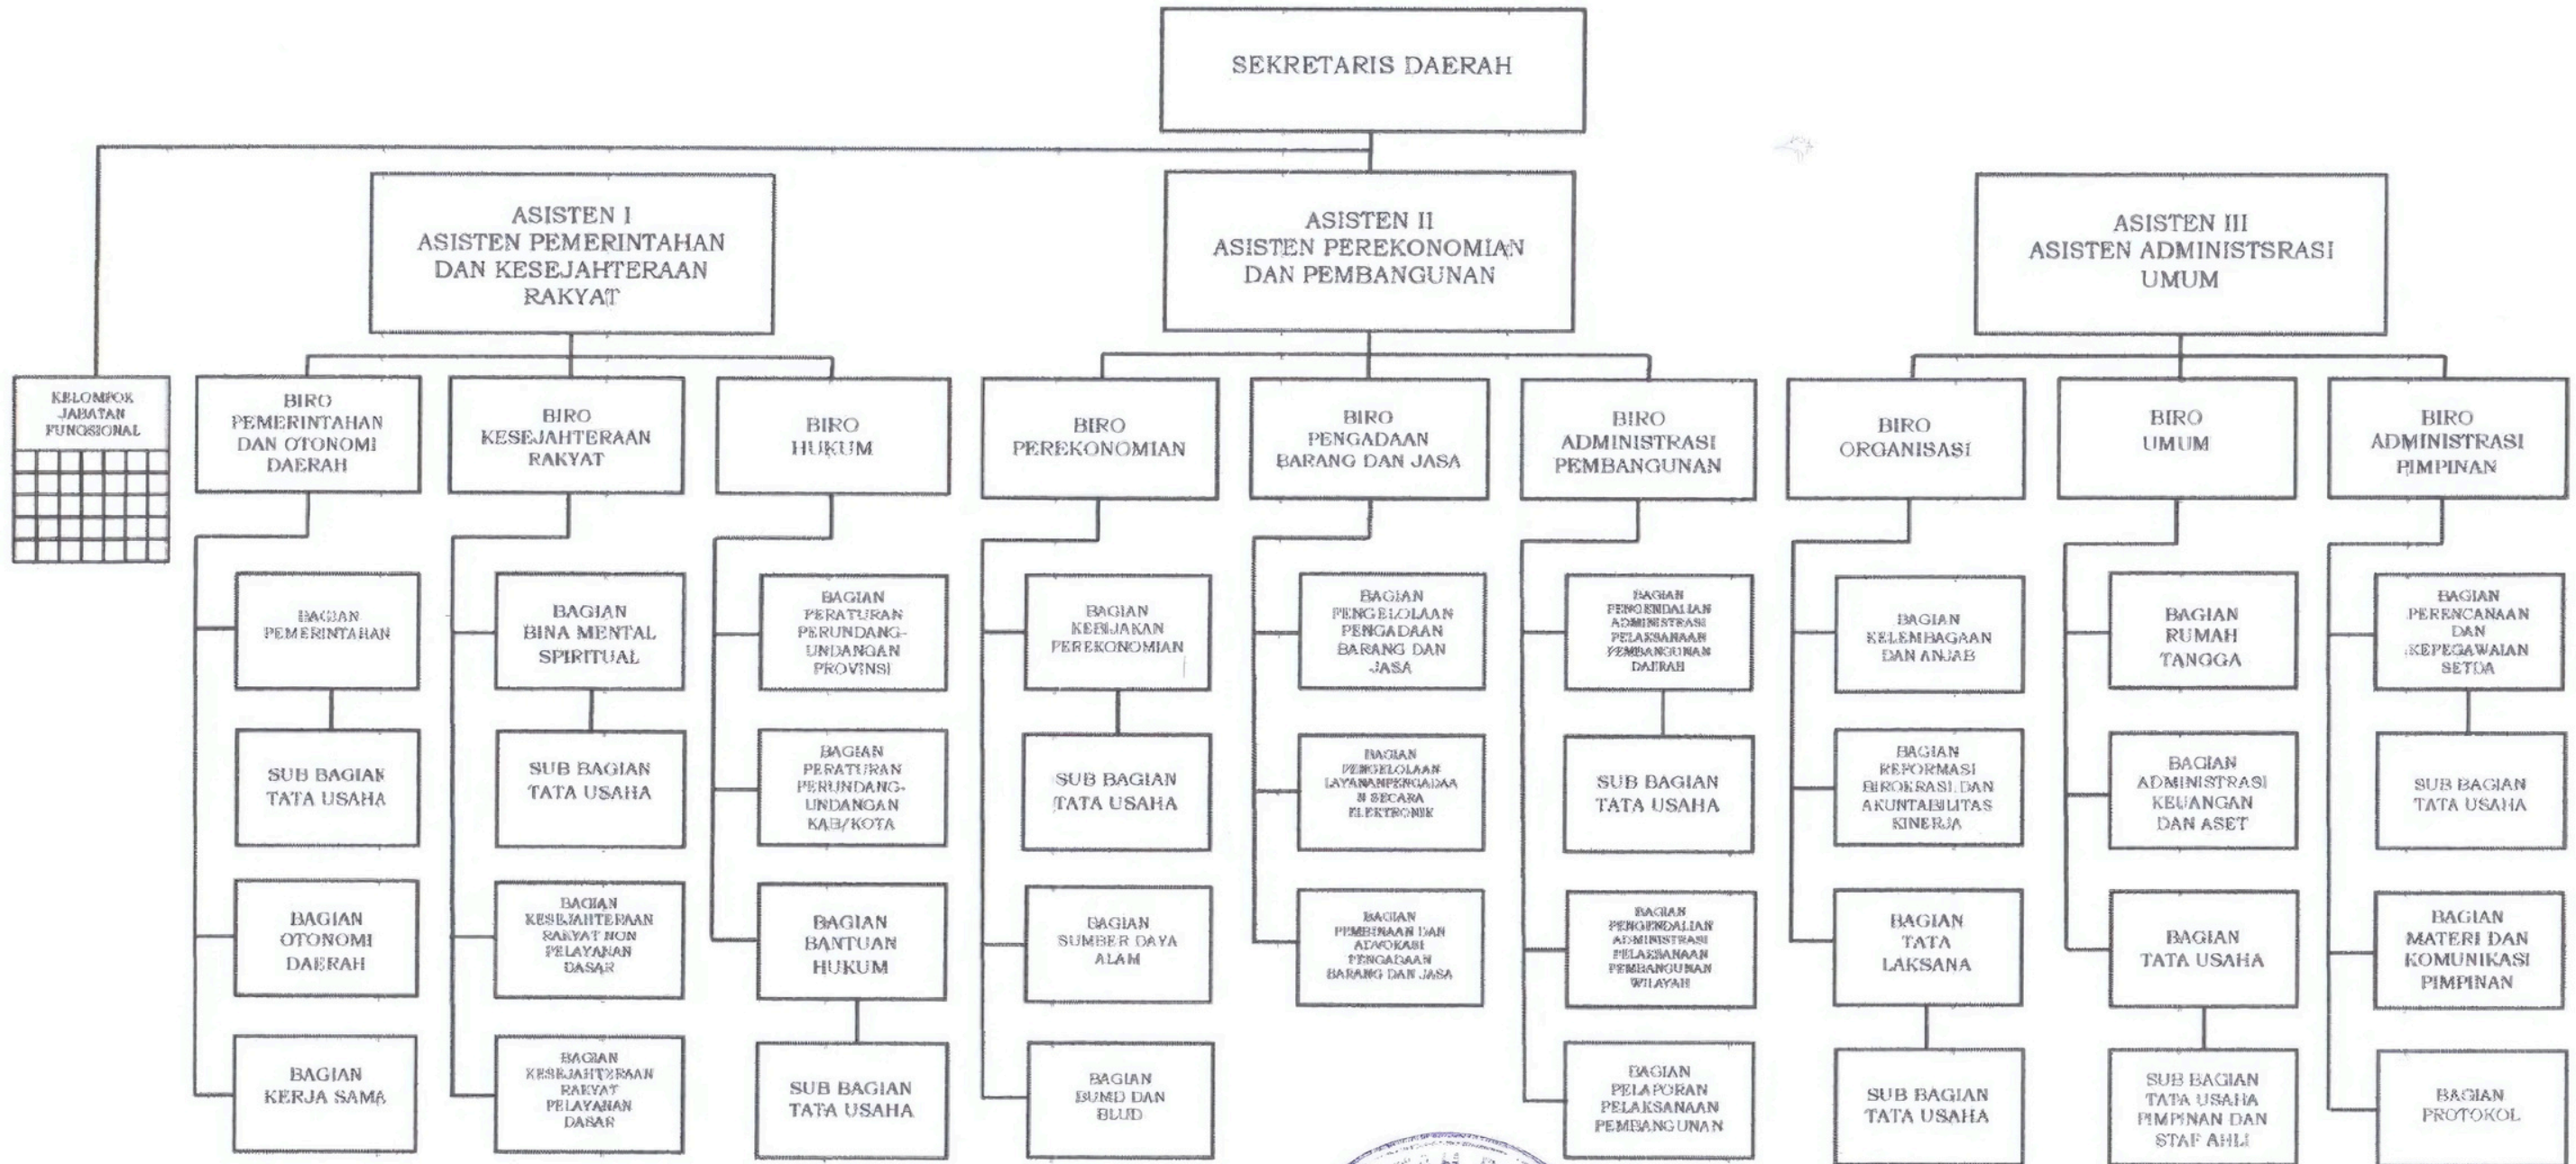 SEKRETARIS DAERAH
ASISTEN I
ASISTEN PEMERINTAHAN
DAN KESEJAHTERAAN
RAKYAT
ASISTEN II
ASISTEN PEREKONOMIAN
DAN PEMBANGUNAN
ASISTEN III
ASISTEN ADMINISTSRASI
UMUM
KELOMPOK
JABATAN
FUNGSIONAL
BIRO
PEMERINTAHAN
DAN OTONOMI
DAERAH
BIRO
KESEJAHTERAAN
RAKYAT
BIRO
HUKUM
BIRO
PEREKONOMIAN
BIRO
PENGADAAN
BARANG DAN JASA
BIRO
ADMINISTRASI
PEMBANGUNAN
BIRO
ORGANISASI
BIRO
UMUM
BIRO
ADMINISTRASI
PIMPINAN
BAGIAN
PEMERINTAHAN
SUB BAGIAN
TATA USAHA
BAGIAN
OTONOMI
DAERAH
BAGIAN
KERJA SAMA
BAGIAN
BINA MENTAL
SPIRITUAL
SUB BAGIAN
TATA USAHA
BAGIAN
KESEJAHTERAAN
RAKYAT NON
PELAYANAN
DASAR
BAGIAN
KESEJAHTERAAN
RAKYAT
PELAYANAN
DASAR
BAGIAN
PERATURAN
PERUNDANG-
UNDANGAN
PROVINSI
BAGIAN
PERATURAN
PERUNDANG-
UNDANGAN
KAB/KOTA
BAGIAN
BANTUAN
HUKUM
SUB BAGIAN
TATA USAHA
BAGIAN
KEBIJAKAN
PEREKONOMIAN
SUB BAGIAN
TATA USAHA
BAGIAN
SUMBER DAYA
ALAM
BAGIAN
BUMD DAN
BLUD
BAGIAN
PENGELOLAAN
PENGADAAN
BARANG DAN
JASA
BAGIAN
PENGELOLAAN
LAYANANPENGADAA
N SECARA
ELEKTRONIK
BAGIAN
PEMBINAAN DAN
ADVOKASI
PENGADAAN
BARANG DAN JASA
BAGIAN
PENGENDALIAN
ADMINISTRASI
PELAKSANAAN
PEMBANGUNAN
DAERAH
SUB BAGIAN
TATA USAHA
BAGIAN
PENGENDALIAN
ADMINISTRASI
PELAKSANAAN
PEMBANGUNAN
WILAYAH
BAGIAN
PELAPORAN
PELAKSANAAN
PEMBANGUNAN
BAGIAN
KELEMBAGAAN
DAN ANJAB
BAGIAN
REFORMASI
BIROKRASI DAN
AKUNTABILITAS
KINERJA
BAGIAN
TATA
LAKSANA
SUB BAGIAN
TATA USAHA
BAGIAN
RUMAH
TANGGA
BAGIAN
ADMINISTRASI
KEUANGAN
DAN ASET
BAGIAN
TATA USAHA
SUB BAGIAN
TATA USAHA
PIMPINAN DAN
STAF AHLI
BAGIAN
PERENCANAAN
DAN
KEPEGAWAIAN
SETDA
SUB BAGIAN
TATA USAHA
BAGIAN
MATERI DAN
KOMUNIKASI
PIMPINAN
BAGIAN
PROTOKOL